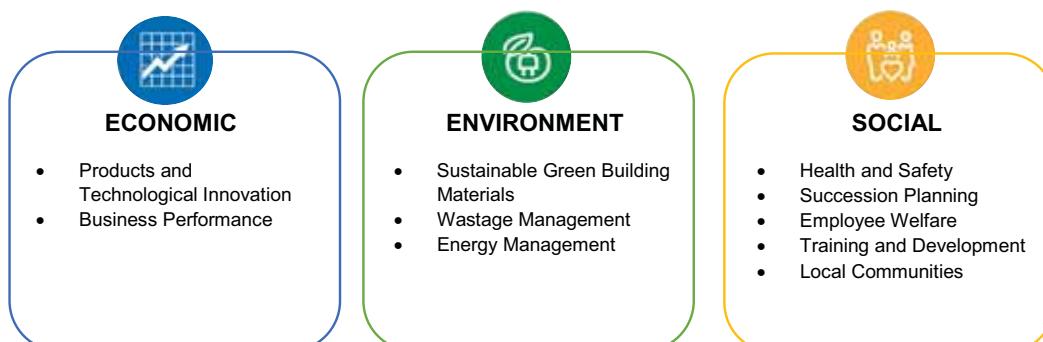 ECONOMIC
• Products and
Technological Innovation
• Business Performance
ENVIRONMENT
• Sustainable Green Building
Materials
• Wastage Management
• Energy Management
SOCIAL
• Health and Safety
• Succession Planning
• Employee Welfare
• Training and Development
• Local Communities